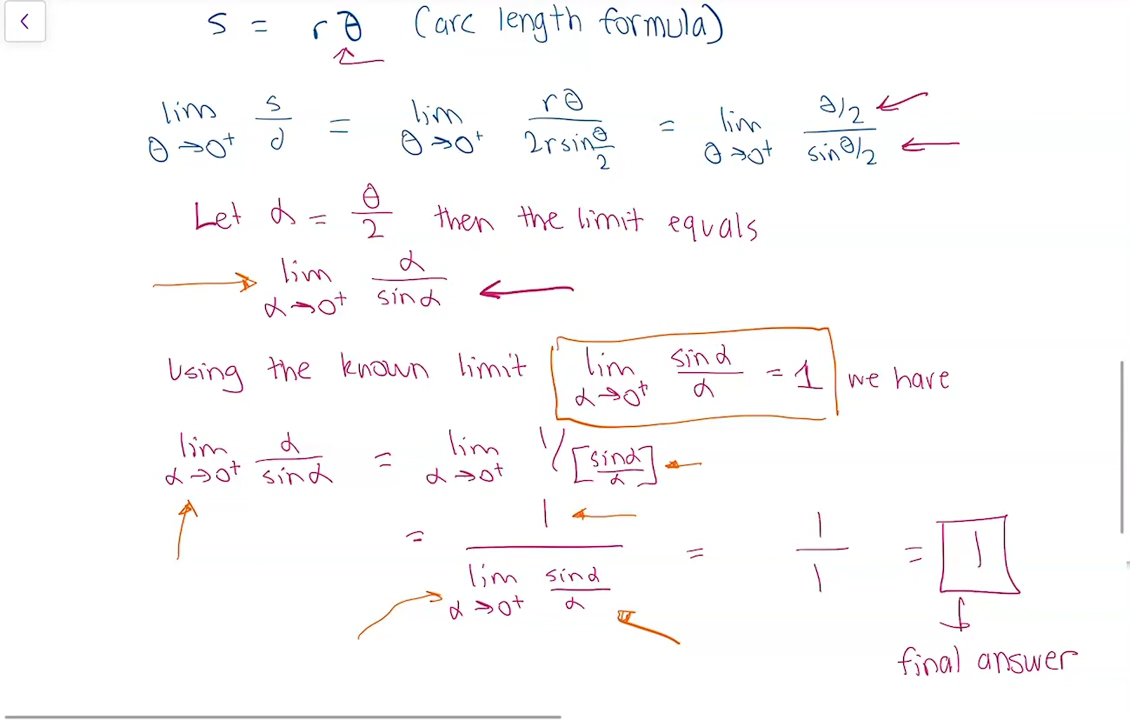 s = rθ (arc length formula)
lim θ→0⁺ s/d = lim θ→0⁺ rθ/(2r sin θ/2) = lim θ→0⁺ (θ/2)/(sin θ/2)
Let α = θ/2 then the limit equals
lim α→0⁺ α/sin α
Using the known limit lim α→0⁺ sin α/α = 1 we have
lim α→0⁺ α/sin α = lim α→0⁺ 1/[sin α/α]
= 1/(lim α→0⁺ sin α/α) = 1/1 = 1
final answer